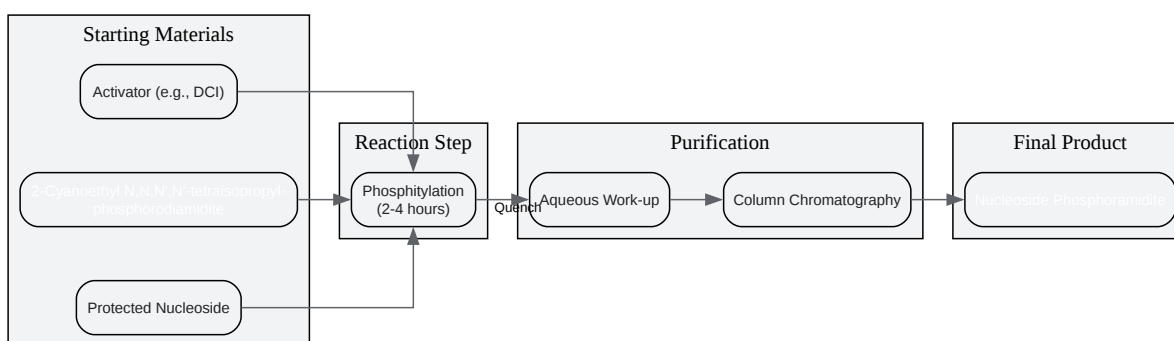 Starting Materials
Activator (e.g., DCI)
2-Cyanoethyl N,N,N',N'-tetraisopropyl-
phosphorodiamidite
Protected Nucleoside
Reaction Step
Phosphitylation
(2-4 hours)
Quench
Purification
Aqueous Work-up
Column Chromatography
Final Product
Nucleoside Phosphoramidite